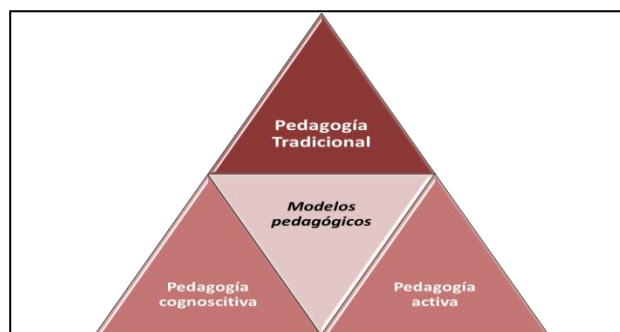 Pedagogía
Tradicional
Modelos
pedagógicos
Pedagogía
cognoscitiva
Pedagogía
activa